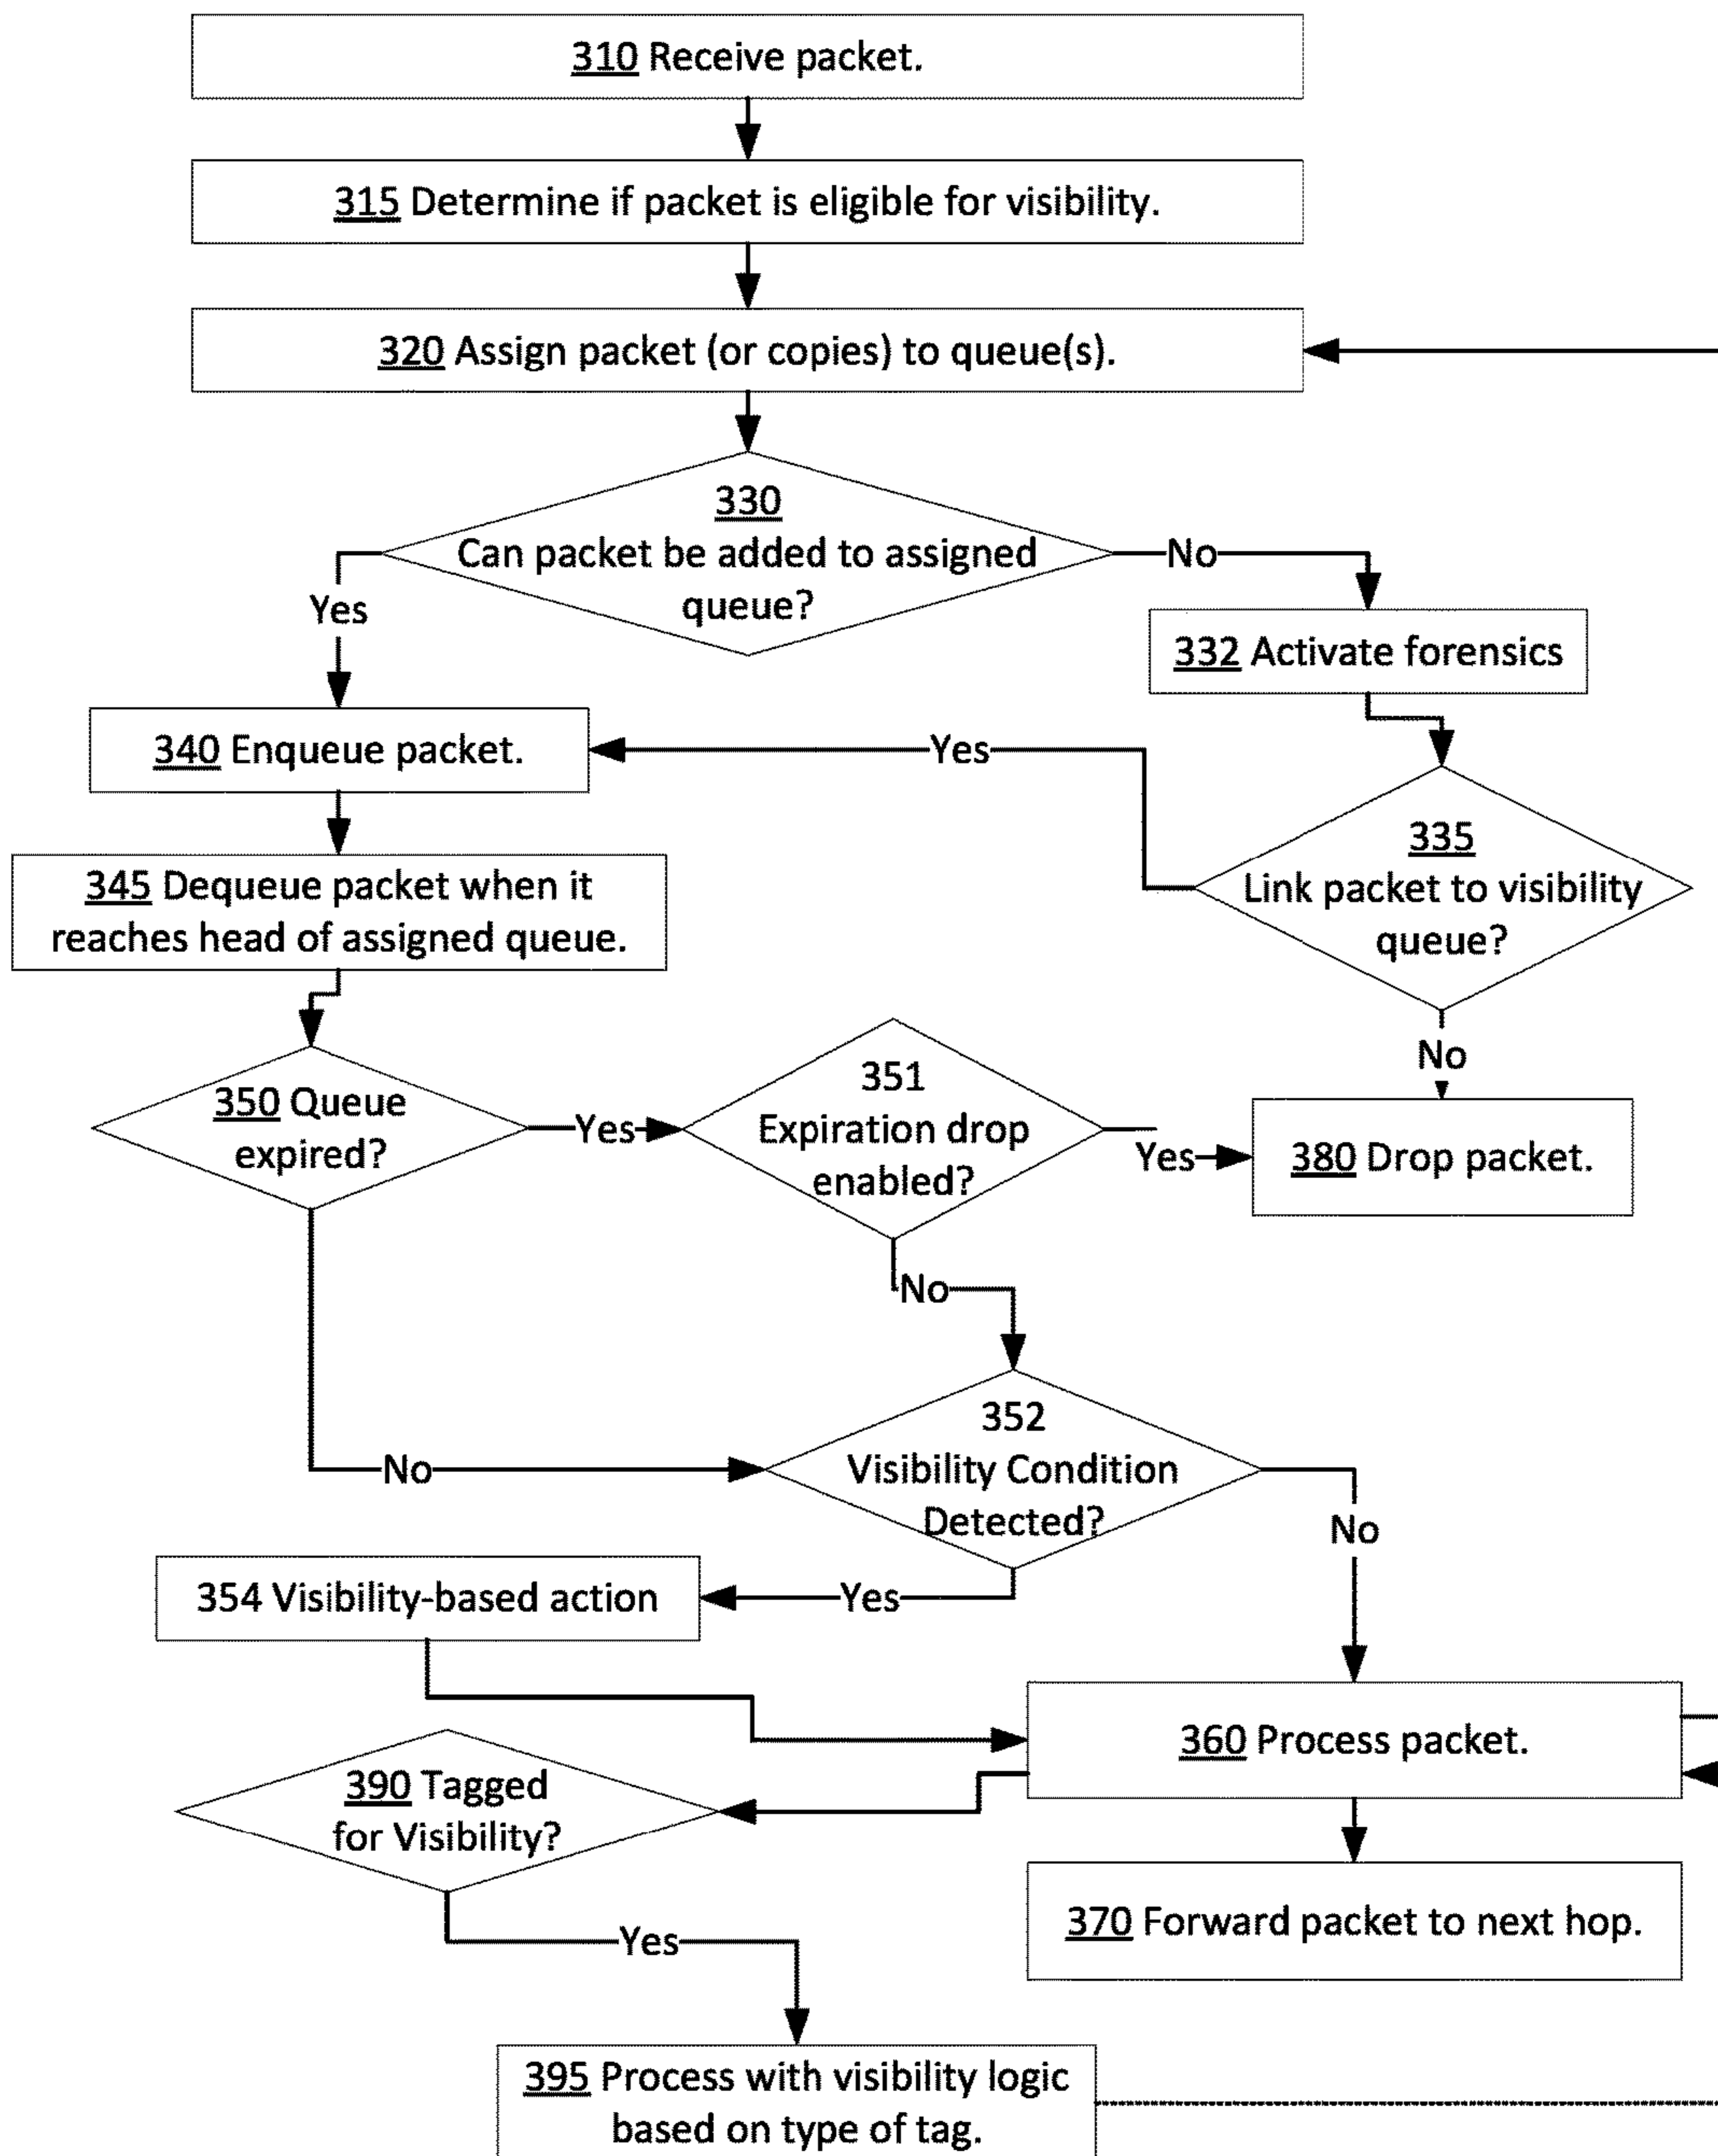 310 Receive packet.
315 Determine if packet is eligible for visibility.
320 Assign packet (or copies) to queue(s).
330
Can packet be added to assigned
queue?
No
Yes
332 Activate forensics
340 Enqueue packet.
Yes
335
Link packet to visibility
queue?
345 Dequeue packet when it
reaches head of assigned queue.
No
350 Queue
expired?
Yes
351
Expiration drop
enabled?
Yes
380 Drop packet.
No
352
Visibility Condition
Detected?
No
No
354 Visibility-based action
Yes
360 Process packet.
390 Tagged
for Visibility?
370 Forward packet to next hop.
Yes
395 Process with visibility logic
based on type of tag.